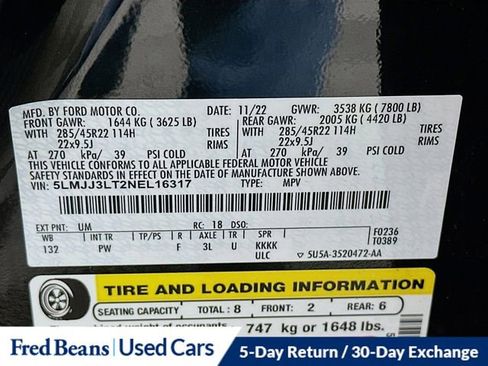 MFD. BY FORD MOTOR CO.
DATE: 11/22 GVWR: 3538 KG ( 7800 LB)
FRONT GAWR: 1644 KG ( 3625 LB) REAR GAWR: 2005 KG ( 4420 LB)
WITH 285/45R22 114H TIRES WITH 285/45R22 114H TIRES
22x9.5J RIMS 22x9.5J RIMS
AT 270 kPa/ 39 PSI COLD AT 270 kPa/ 39 PSI COLD
THIS VEHICLE CONFORMS TO ALL APPLICABLE FEDERAL MOTOR VEHICLE
SAFETY STANDARDS IN EFFECT ON THE DATE OF MANUFACTURE SHOWN ABOVE.
VIN: 5LMJJ3LT2NEL16317 TYPE: MPV
EXT PNT: UM RC: 18 DSO:
WB INT TR TP/PS R AXLE TR SPR
132 PW F 3L U KKKK
ULC
F0236
T0389
5U5A-3520472-AA
TIRE AND LOADING INFORMATION
SEATING CAPACITY TOTAL: 8 FRONT: 2 REAR: 6
weight of occupants
747 kg or 1648 lbs.
Fred Beans Used Cars 5-Day Return / 30-Day Exchange